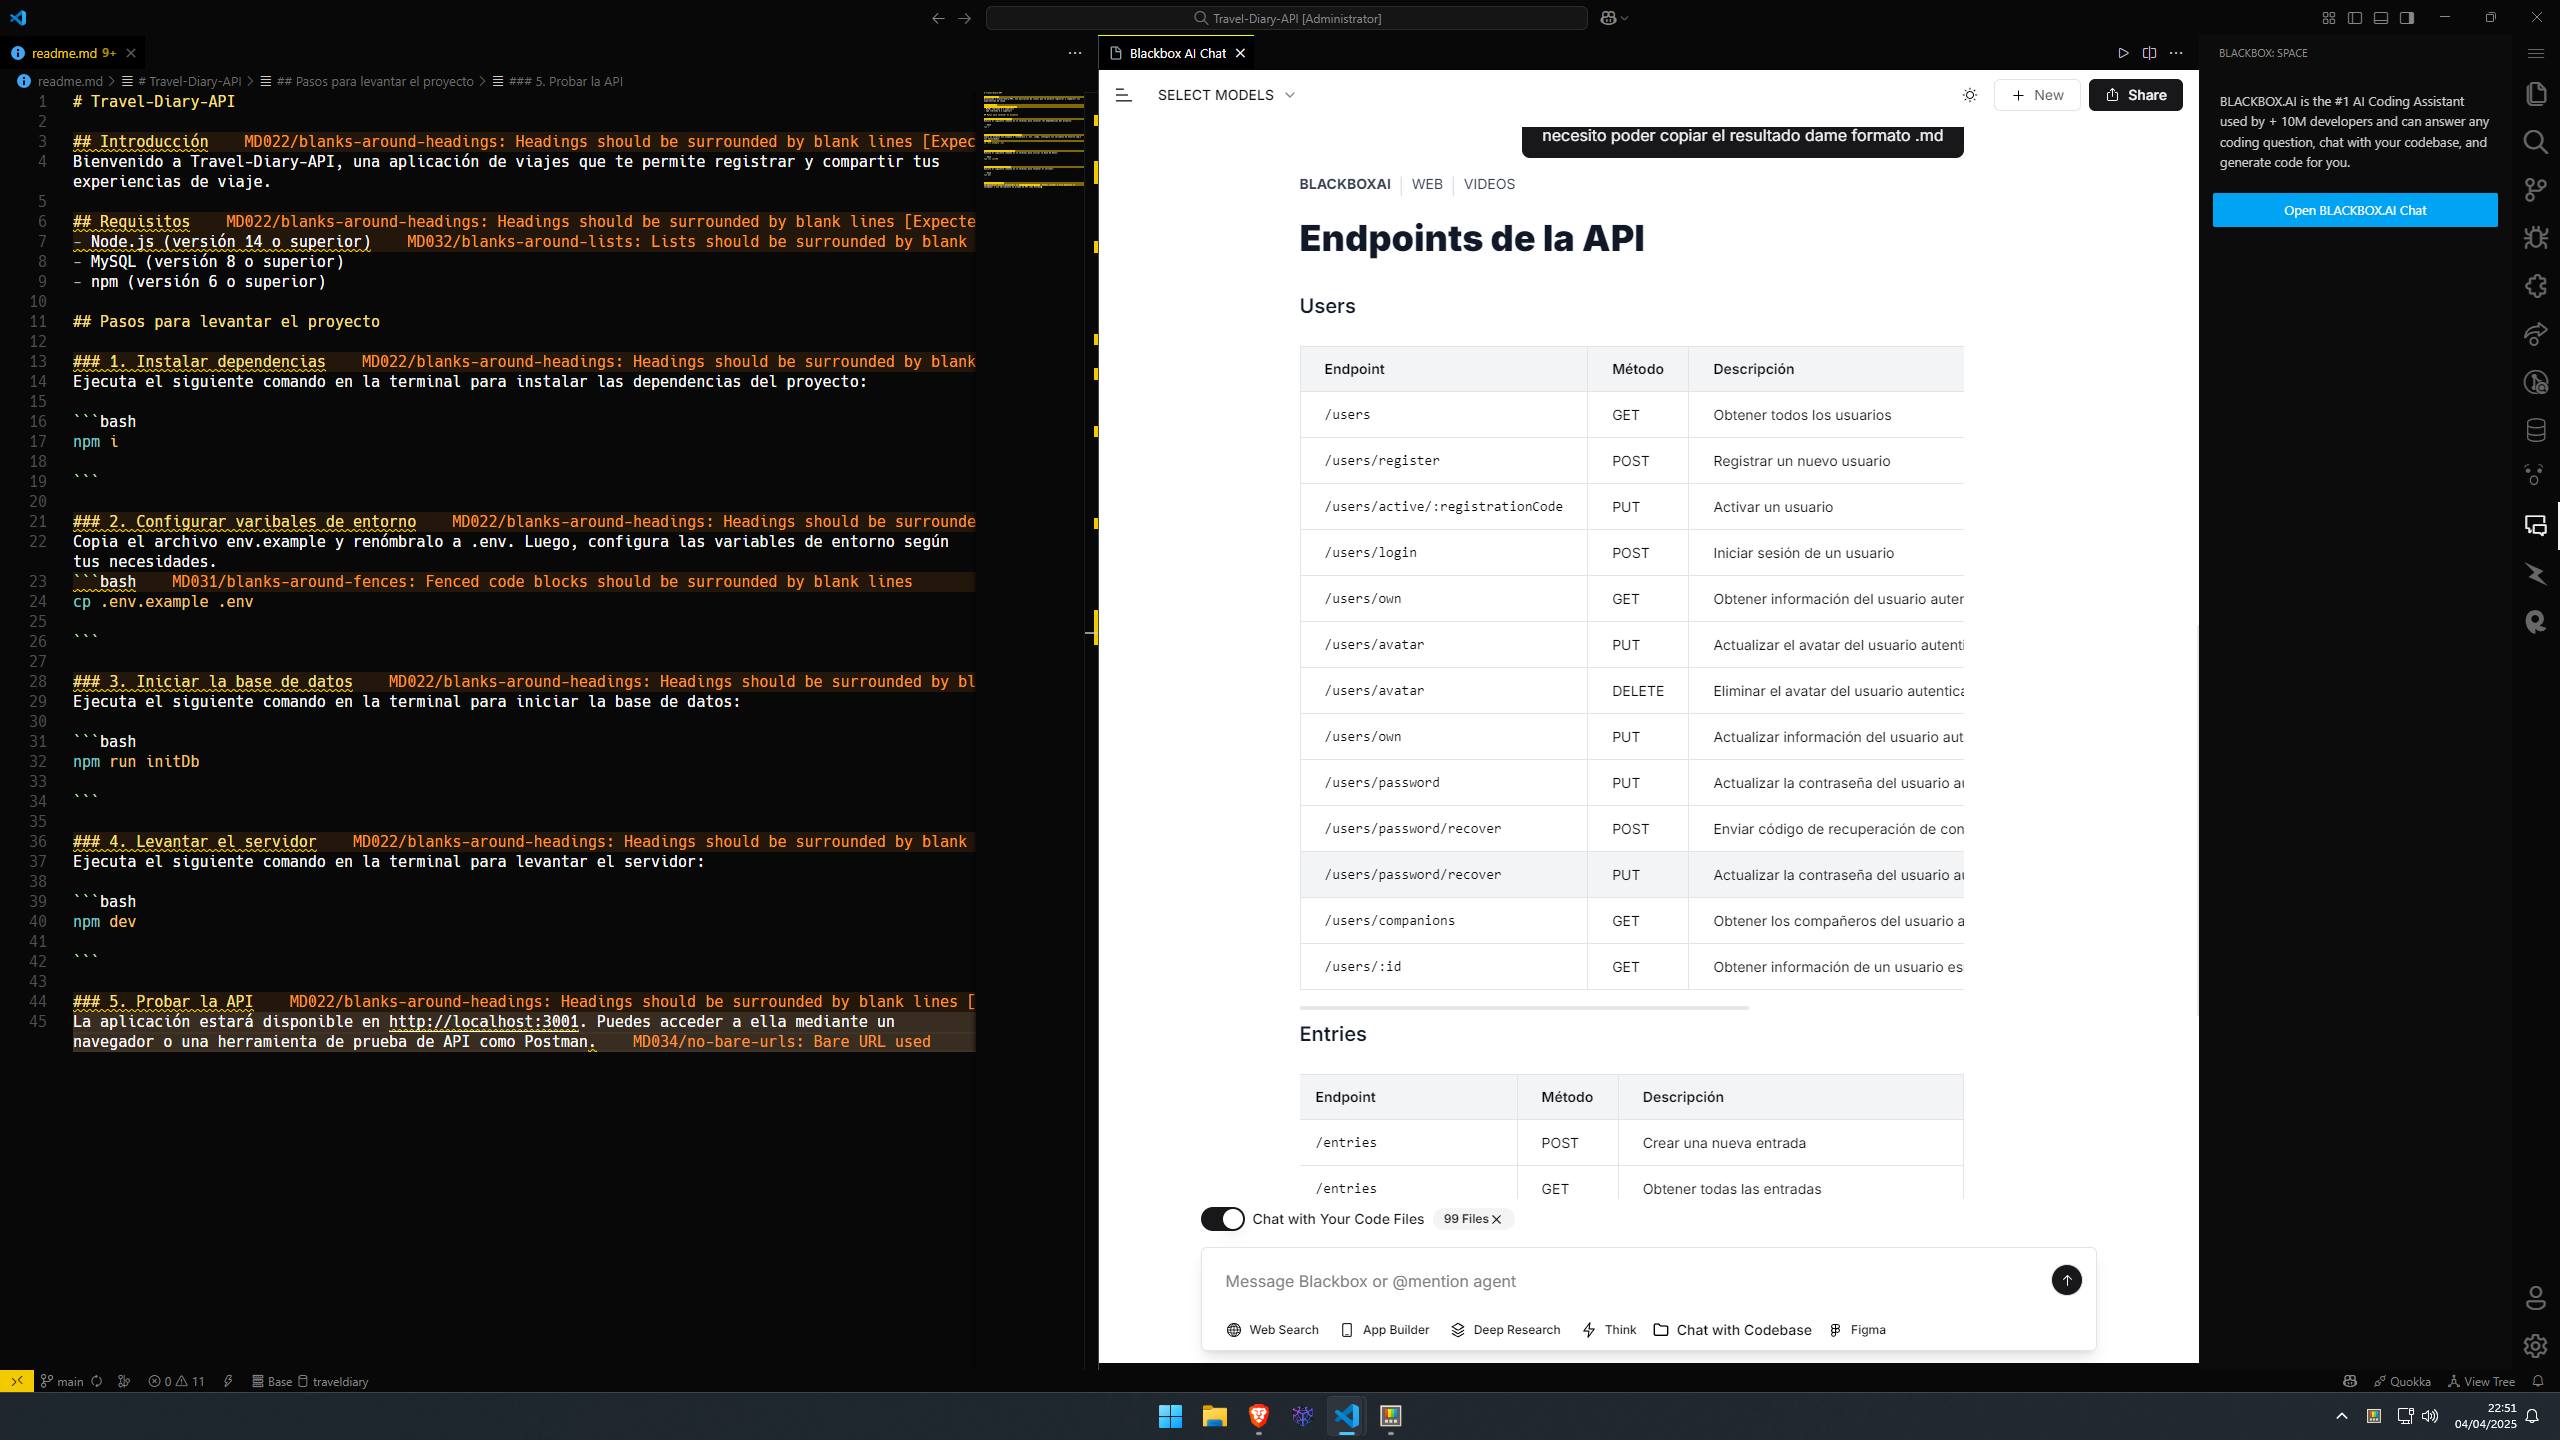 Travel-Diary-API [Administrator]
readme.md 9+
readme.md > # Travel-Diary-API > ## Pasos para levantar el proyecto > ### 5. Probar la API
1 # Travel-Diary-API
2
3 ## Introducción MD022/blanks-around-headings: Headings should be surrounded by blank lines [Expec
4 Bienvenido a Travel-Diary-API, una aplicación de viajes que te permite registrar y compartir tus
experiencias de viaje.
5
6 ## Requisitos MD022/blanks-around-headings: Headings should be surrounded by blank lines [Expecte
7 - Node.js (versión 14 o superior) MD032/blanks-around-lists: Lists should be surrounded by blank
8 - MySQL (versión 8 o superior)
9 - npm (versión 6 o superior)
10
11 ## Pasos para levantar el proyecto
12
13 ### 1. Instalar dependencias MD022/blanks-around-headings: Headings should be surrounded by blank
14 Ejecuta el siguiente comando en la terminal para instalar las dependencias del proyecto:
15
16 ```bash
17 npm i
18
19 ```
20
21 ### 2. Configurar varibales de entorno MD022/blanks-around-headings: Headings should be surrounde
22 Copia el archivo env.example y renómbralo a .env. Luego, configura las variables de entorno según
tus necesidades.
23 ```bash MD031/blanks-around-fences: Fenced code blocks should be surrounded by blank lines
24 cp .env.example .env
25
26 ```
27
28 ### 3. Iniciar la base de datos MD022/blanks-around-headings: Headings should be surrounded by bl
29 Ejecuta el siguiente comando en la terminal para iniciar la base de datos:
30
31 ```bash
32 npm run initDb
33
34 ```
35
36 ### 4. Levantar el servidor MD022/blanks-around-headings: Headings should be surrounded by blank
37 Ejecuta el siguiente comando en la terminal para levantar el servidor:
38
39 ```bash
40 npm dev
41
42 ```
43
44 ### 5. Probar la API MD022/blanks-around-headings: Headings should be surrounded by blank lines [
45 La aplicación estará disponible en http://localhost:3001. Puedes acceder a ella mediante un
navegador o una herramienta de prueba de API como Postman. MD034/no-bare-urls: Bare URL used
Blackbox AI Chat
SELECT MODELS
New
Share
necesito poder copiar el resultado dame formato .md
BLACKBOXAI WEB VIDEOS
Endpoints de la API
Users
Endpoint Método Descripción
/users GET Obtener todos los usuarios
/users/register POST Registrar un nuevo usuario
/users/active/:registrationCode PUT Activar un usuario
/users/login POST Iniciar sesión de un usuario
/users/own GET Obtener información del usuario auten
/users/avatar PUT Actualizar el avatar del usuario autenti
/users/avatar DELETE Eliminar el avatar del usuario autentica
/users/own PUT Actualizar información del usuario aut
/users/password PUT Actualizar la contraseña del usuario au
/users/password/recover POST Enviar código de recuperación de con
/users/password/recover PUT Actualizar la contraseña del usuario au
/users/companions GET Obtener los compañeros del usuario a
/users/:id GET Obtener información de un usuario es
Entries
Endpoint Método Descripción
/entries POST Crear una nueva entrada
/entries GET Obtener todas las entradas
Chat with Your Code Files 99 Files
Message Blackbox or @mention agent
Web Search App Builder Deep Research Think Chat with Codebase Figma
BLACKBOX: SPACE
BLACKBOX.AI is the #1 AI Coding Assistant
used by + 10M developers and can answer any
coding question, chat with your codebase, and
generate code for you.
Open BLACKBOX.AI Chat
main 0 11 Base traveldiary
Quokka View Tree
22:51
04/04/2025